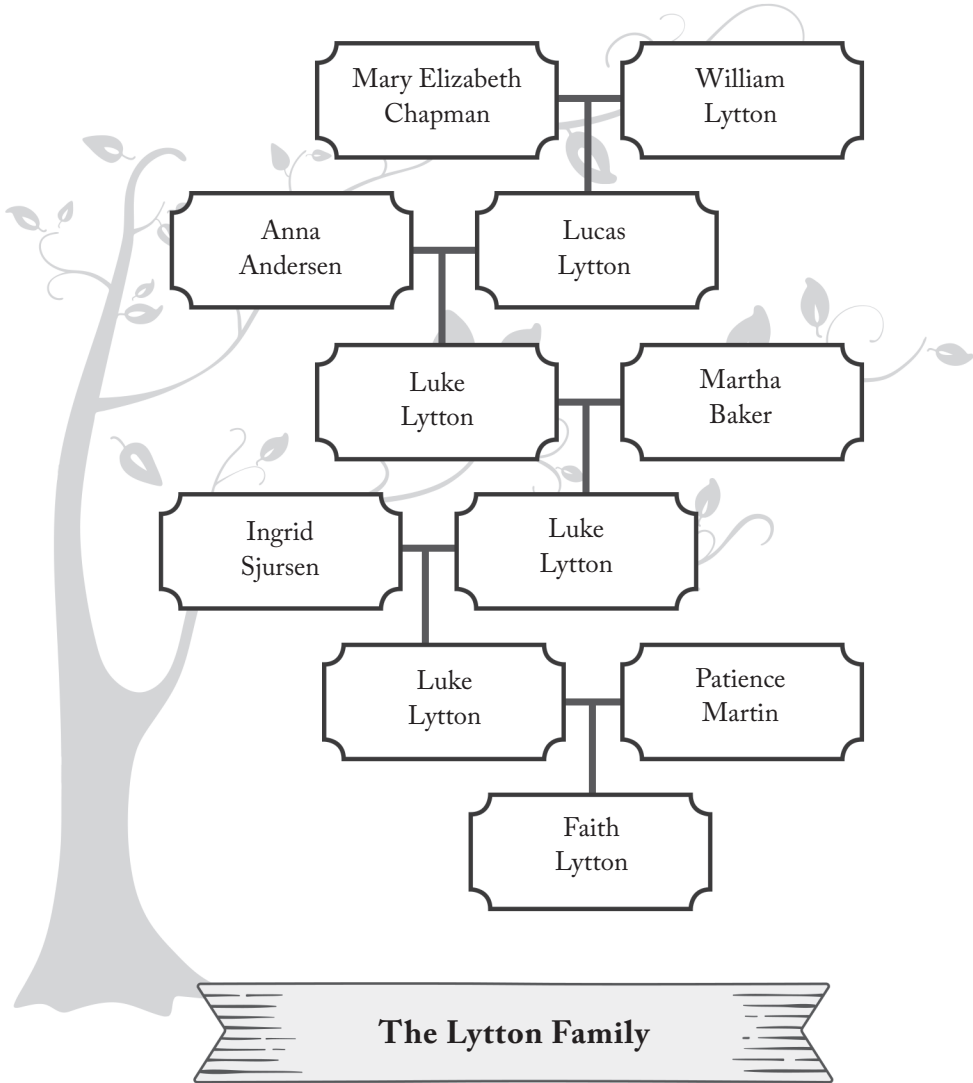 Mary Elizabeth
Chapman
William
Lytton
Anna
Andersen
Lucas
Lytton
Luke
Lytton
Martha
Baker
Ingrid
Sjursen
Luke
Lytton
Luke
Lytton
Patience
Martin
Faith
Lytton
The Lytton Family